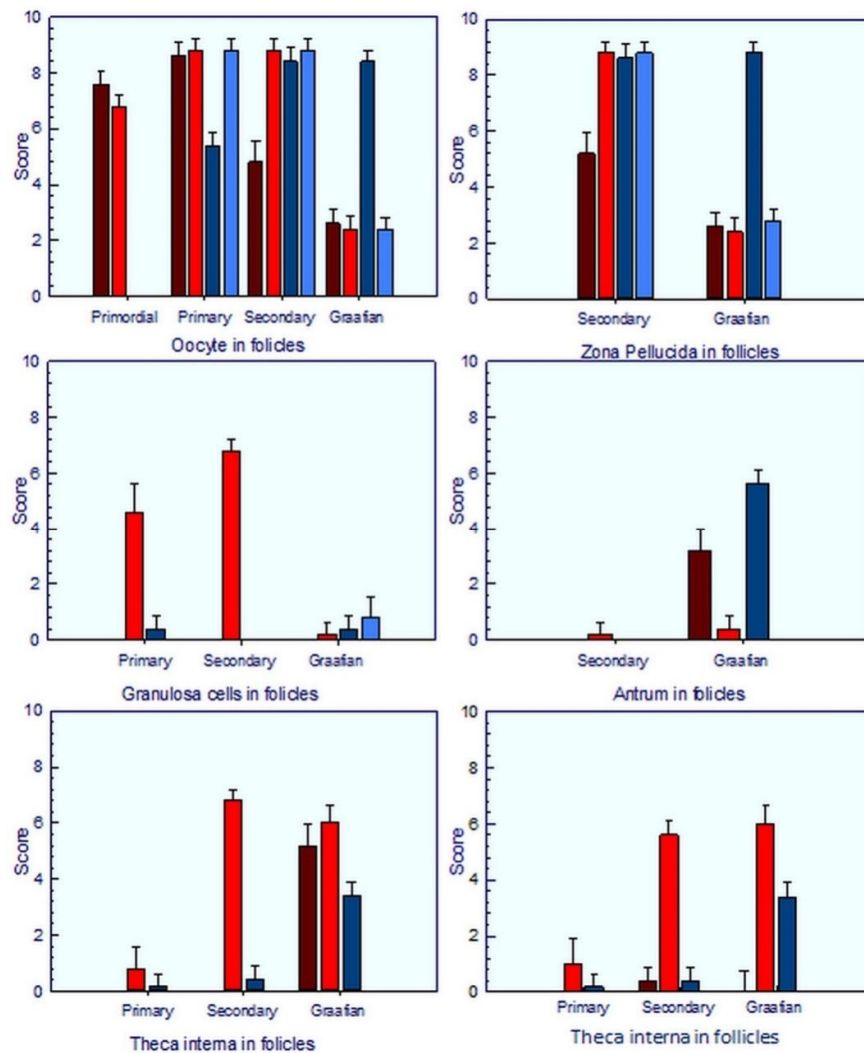 10
8
6
4
2
0
Score
Primordial Primary Secondary Graafian
Oocyte in folicles
10
8
6
4
2
0
Score
Secondary Graafian
Zona Pellucida in follicles
10
8
6
4
2
0
Score
Primary Secondary Graafian
Granulosa cells in folicles
10
8
6
4
2
0
Score
Secondary Graafian
Antrum in folicles
10
8
6
4
2
0
Score
Primary Secondary Graafian
Theca interna in folicles
10
8
6
4
2
0
Score
Primary Secondary Graafian
Theca interna in follicles